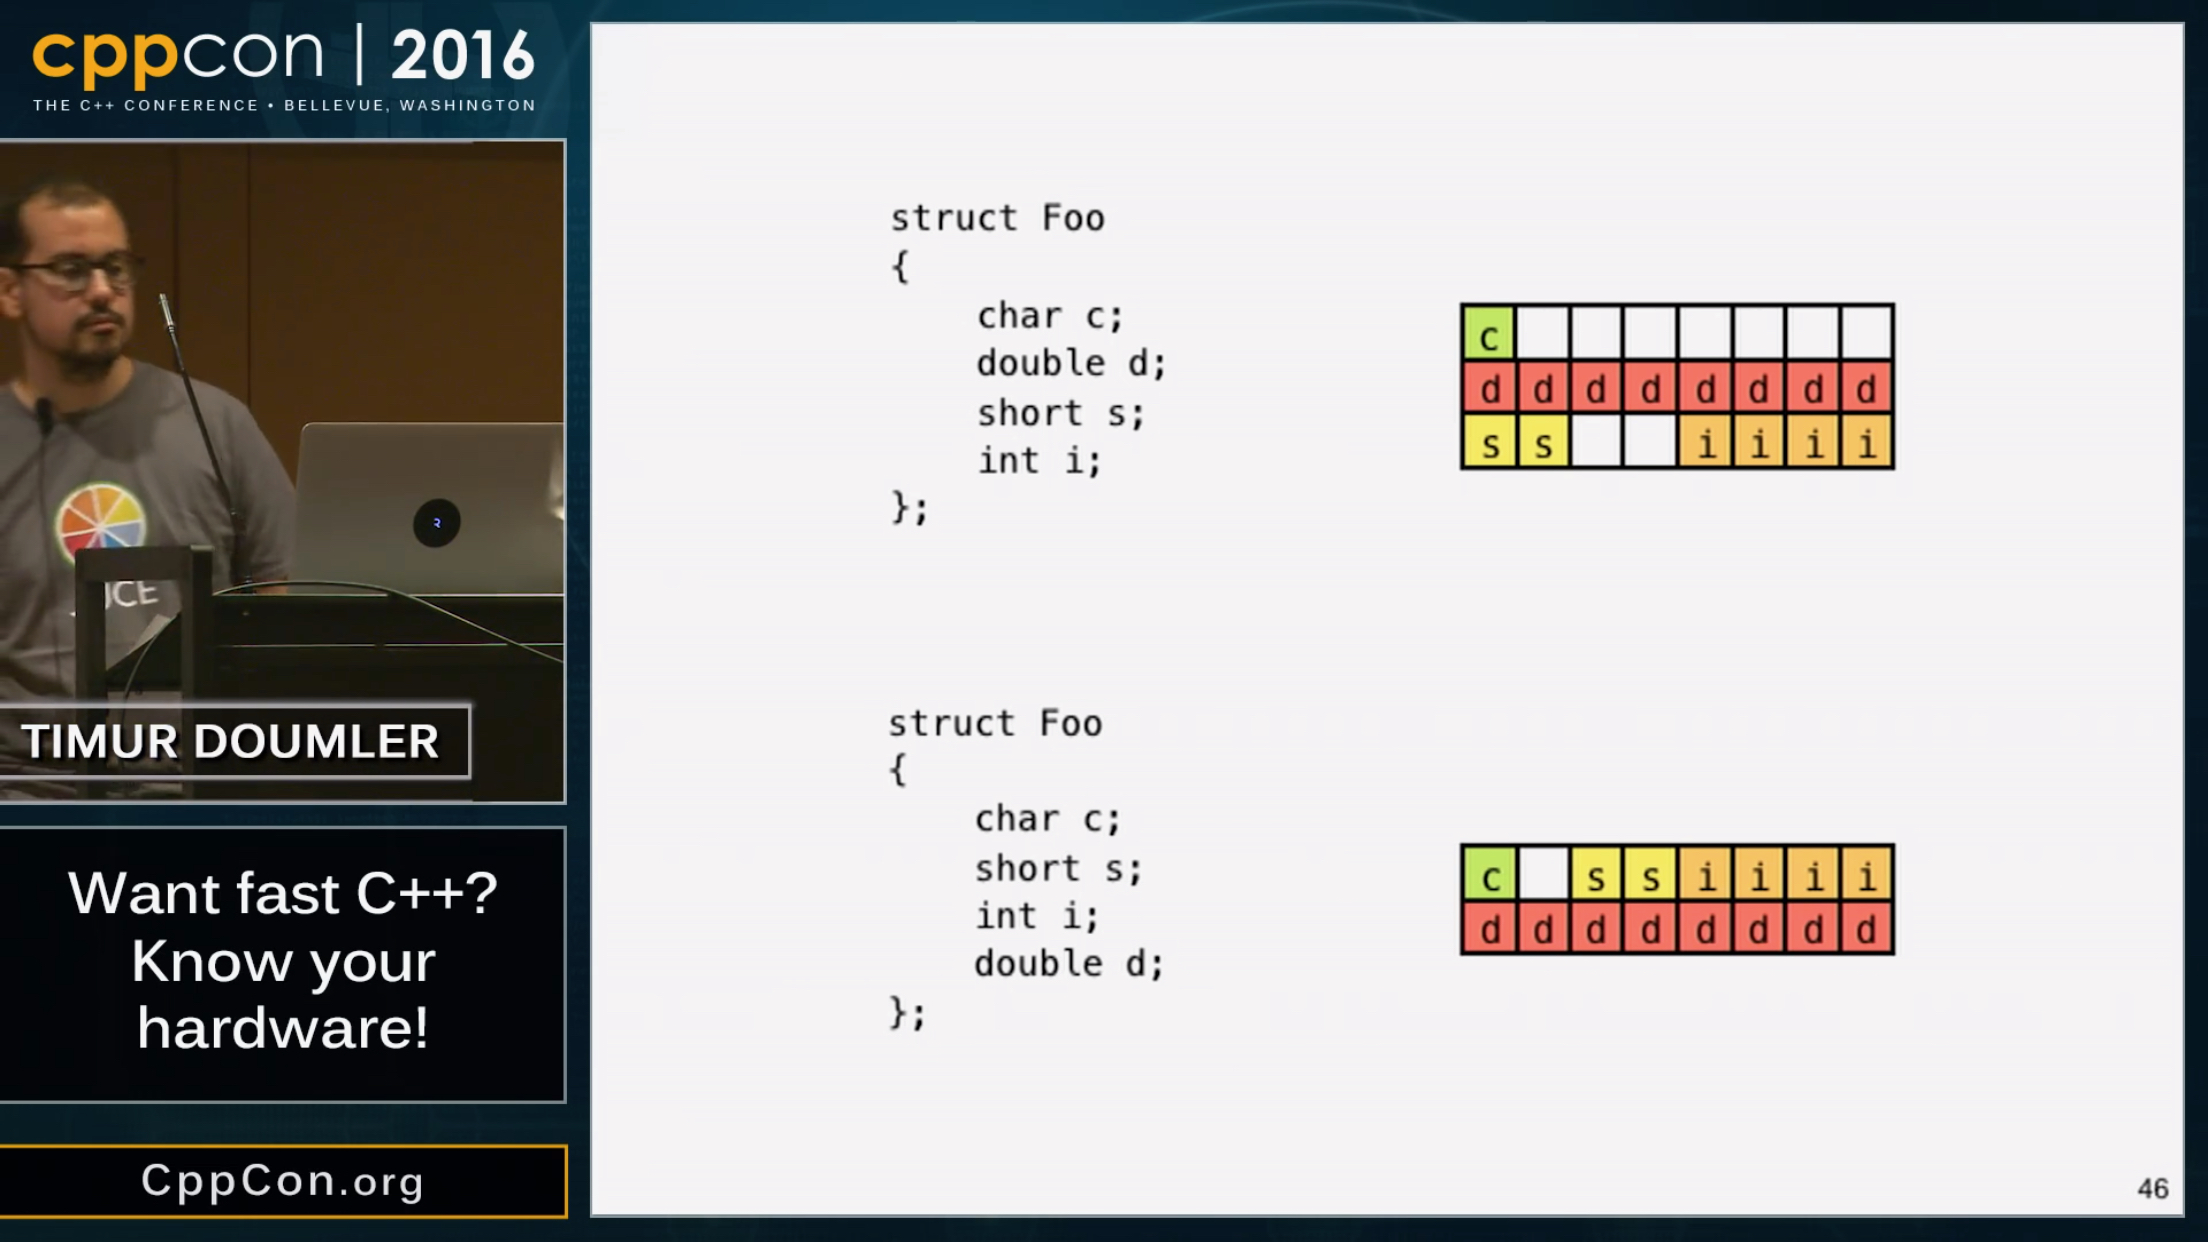 cppcon | 2016
THE C++ CONFERENCE • BELLEVUE, WASHINGTON
TIMUR DOUMLER
Want fast C++?
Know your
hardware!
CppCon.org
struct Foo
{
char c;
double d;
short s;
int i;
};
c
d d d d d d d d
s s i i i i
struct Foo
{
char c;
short s;
int i;
double d;
};
c s s i i i i
d d d d d d d d
46